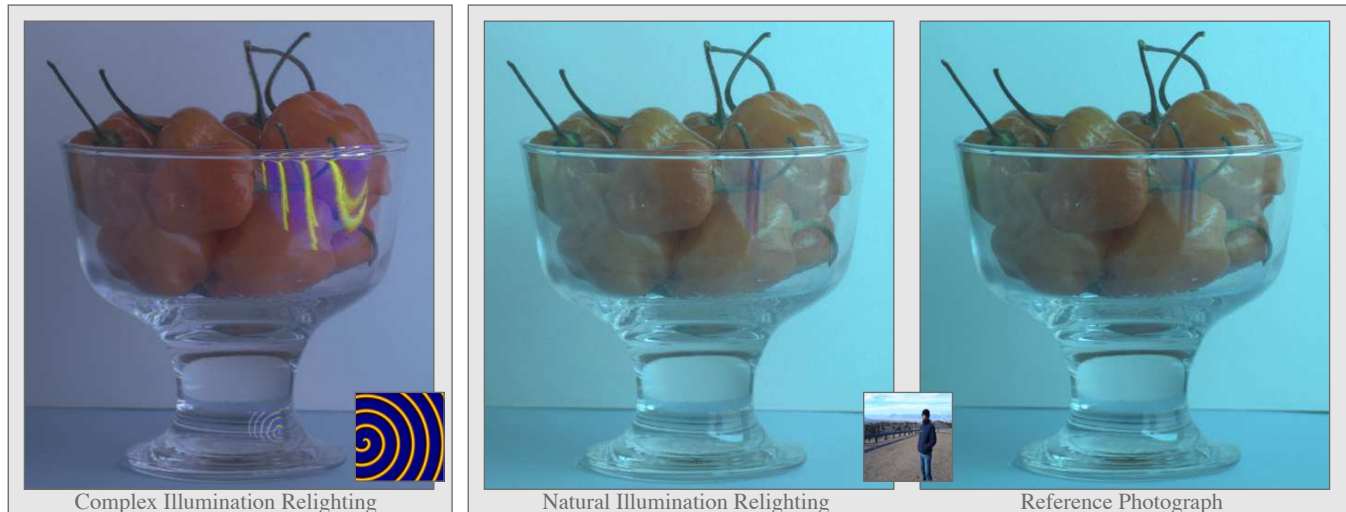 Complex Illumination Relighting
Natural Illumination Relighting
Reference Photograph